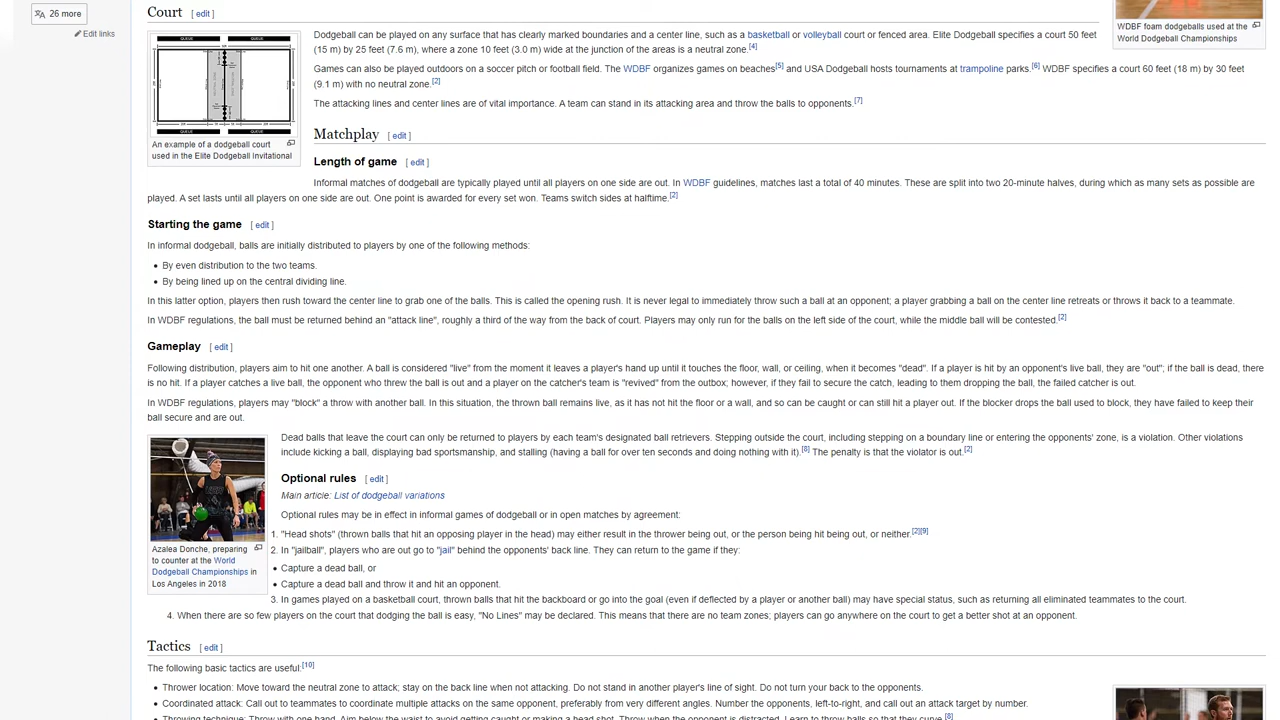 26 more
Edit links
Court [ edit ]
WDBF foam dodgeballs used at the
World Dodgeball Championships
Dodgeball can be played on any surface that has clearly marked boundaries and a center line, such as a basketball or volleyball court or fenced area. Elite Dodgeball specifies a court 50 feet
(15 m) by 25 feet (7.6 m), where a zone 10 feet (3.0 m) wide at the junction of the areas is a neutral zone.[4]
Games can also be played outdoors on a soccer pitch or football field. The WDBF organizes games on beaches[5] and USA Dodgeball hosts tournaments at trampoline parks.[6] WDBF specifies a court 60 feet (18 m) by 30 feet
(9.1 m) with no neutral zone.[2]
The attacking lines and center lines are of vital importance. A team can stand in its attacking area and throw the balls to opponents.[7]
QUEUE QUEUE
QUEUE QUEUE
An example of a dodgeball court
used in the Elite Dodgeball Invitational
Matchplay [ edit ]
Length of game [ edit ]
Informal matches of dodgeball are typically played until all players on one side are out. In WDBF guidelines, matches last a total of 40 minutes. These are split into two 20-minute halves, during which as many sets as possible are
played. A set lasts until all players on one side are out. One point is awarded for every set won. Teams switch sides at halftime.[2]
Starting the game [ edit ]
In informal dodgeball, balls are initially distributed to players by one of the following methods:
• By even distribution to the two teams.
• By being lined up on the central dividing line.
In this latter option, players then rush toward the center line to grab one of the balls. This is called the opening rush. It is never legal to immediately throw such a ball at an opponent; a player grabbing a ball on the center line retreats or throws it back to a teammate.
In WDBF regulations, the ball must be returned behind an "attack line", roughly a third of the way from the back of court. Players may only run for the balls on the left side of the court, while the middle ball will be contested.[2]
Gameplay [ edit ]
Following distribution, players aim to hit one another. A ball is considered "live" from the moment it leaves a player's hand up until it touches the floor, wall, or ceiling, when it becomes "dead". If a player is hit by an opponent's live ball, they are "out"; if the ball is dead, there
is no hit. If a player catches a live ball, the opponent who threw the ball is out and a player on the catcher's team is "revived" from the outbox; however, if they fail to secure the catch, leading to them dropping the ball, the failed catcher is out.
In WDBF regulations, players may "block" a throw with another ball. In this situation, the thrown ball remains live, as it has not hit the floor or a wall, and so can be caught or can still hit a player out. If the blocker drops the ball used to block, they have failed to keep their
ball secure and are out.
Dead balls that leave the court can only be returned to players by each team's designated ball retrievers. Stepping outside the court, including stepping on a boundary line or entering the opponents' zone, is a violation. Other violations
include kicking a ball, displaying bad sportsmanship, and stalling (having a ball for over ten seconds and doing nothing with it).[8] The penalty is that the violator is out.[2]
Azalea Donche, preparing
to counter at the World
Dodgeball Championships in
Los Angeles in 2018
Optional rules [ edit ]
Main article: List of dodgeball variations
Optional rules may be in effect in informal games of dodgeball or in open matches by agreement:
1. "Head shots" (thrown balls that hit an opposing player in the head) may either result in the thrower being out, or the person being hit being out, or neither.[2][9]
2. In "jailball", players who are out go to "jail" behind the opponents' back line. They can return to the game if they:
• Capture a dead ball, or
• Capture a dead ball and throw it and hit an opponent.
3. In games played on a basketball court, thrown balls that hit the backboard or go into the goal (even if deflected by a player or another ball) may have special status, such as returning all eliminated teammates to the court.
4. When there are so few players on the court that dodging the ball is easy, "No Lines" may be declared. This means that there are no team zones; players can go anywhere on the court to get a better shot at an opponent.
Tactics [ edit ]
The following basic tactics are useful:[10]
• Thrower location: Move toward the neutral zone to attack; stay on the back line when not attacking. Do not stand in another player's line of sight. Do not turn your back to the opponents.
• Coordinated attack: Call out to teammates to coordinate multiple attacks on the same opponent, preferably from very different angles. Number the opponents, left-to-right, and call out an attack target by number.
• Throwing technique: Throw with one hand. Aim below the waist to avoid getting caught or making a head shot. Throw when the opponent is distracted. Learn to throw balls so that they curve.[8]